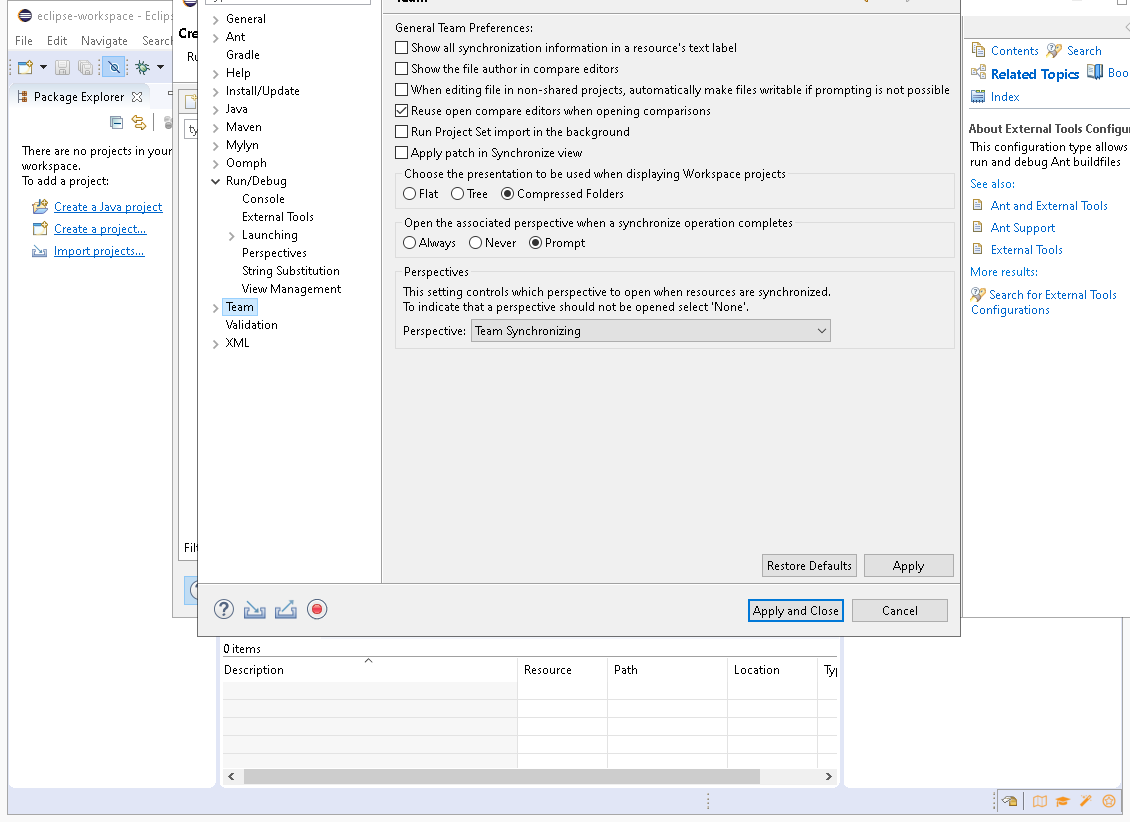 eclipse-workspace - Eclips
File Edit Navigate Search
Package Explorer
There are no projects in your
workspace.
To add a project:
Create a Java project
Create a project...
Import projects...
Cre
Ru
ty
Filt
General
Ant
Gradle
Help
Install/Update
Java
Maven
Mylyn
Oomph
Run/Debug
Console
External Tools
Launching
Perspectives
String Substitution
View Management
Team
Validation
XML
Team
General Team Preferences:
Show all synchronization information in a resource's text label
Show the file author in compare editors
When editing file in non-shared projects, automatically make files writable if prompting is not possible
Reuse open compare editors when opening comparisons
Run Project Set import in the background
Apply patch in Synchronize view
Choose the presentation to be used when displaying Workspace projects
Flat Tree Compressed Folders
Open the associated perspective when a synchronize operation completes
Always Never Prompt
Perspectives
This setting controls which perspective to open when resources are synchronized.
To indicate that a perspective should not be opened select 'None'.
Perspective: Team Synchronizing
Restore Defaults Apply
Apply and Close Cancel
Contents Search
Related Topics Boo
Index
About External Tools Configur
This configuration type allows
run and debug Ant buildfiles
See also:
Ant and External Tools
Ant Support
External Tools
More results:
Search for External Tools
Configurations
0 items
Description Resource Path Location Typ